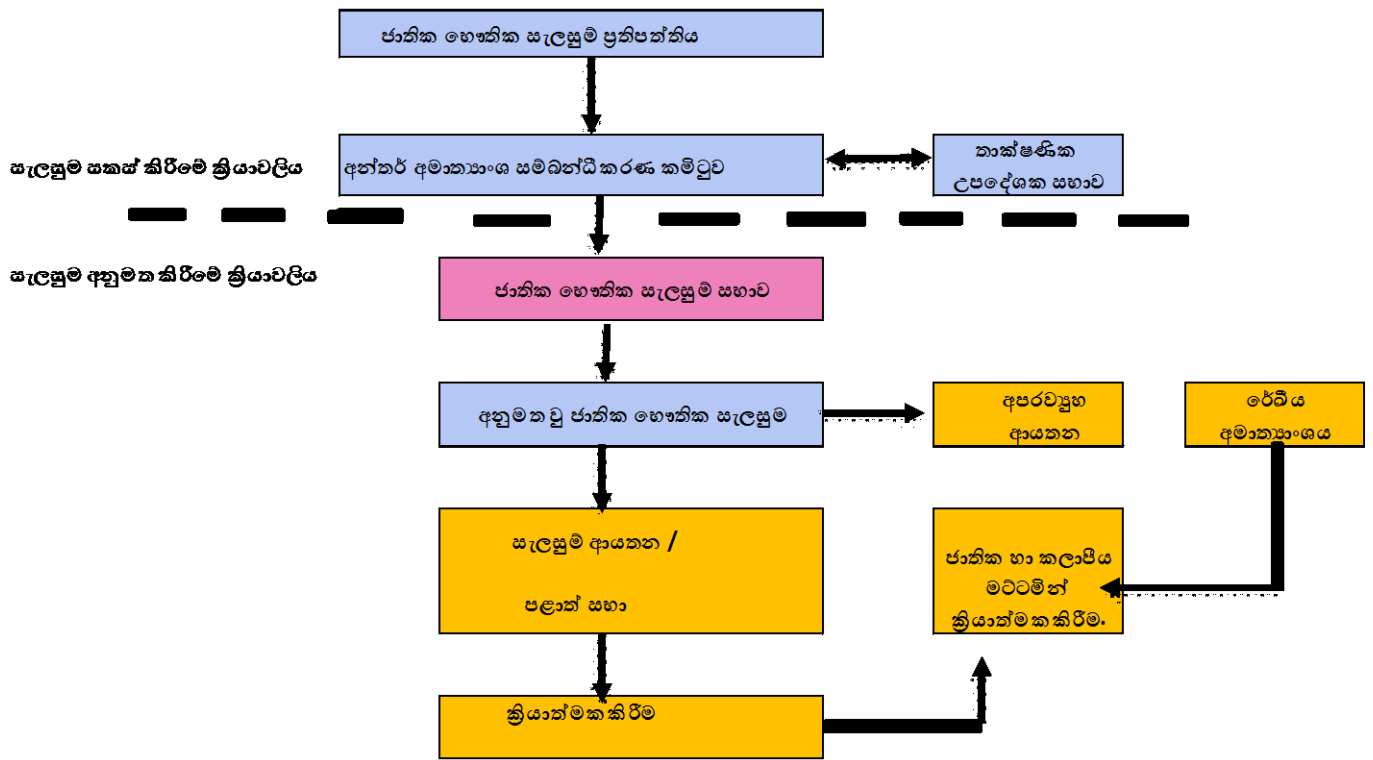 ජාතික භෞතික සැලසුම් ප්‍රතිපත්තිය
සැලසුම සකස් කිරීමේ ක්‍රියාවලිය
අන්තර් අමාත්‍යාංශ සම්බන්ධීකරණ කමිටුව
තාක්ෂණික
උපදේශක සභාව
සැලසුම අනුමත කිරීමේ ක්‍රියාවලිය
ජාතික භෞතික සැලසුම් සභාව
අනුමත වු ජාතික භෞතික සැලසුම
අපරව්‍යුහ
ආයතන
රේඛීය
අමාත්‍යාංශය
සැලසුම් ආයතන /
පළාත් සභා
ජාතික හා කලාපීය
මට්ටමින්
ක්‍රියාත්මක කිරීම.
ක්‍රියාත්මක කිරීම